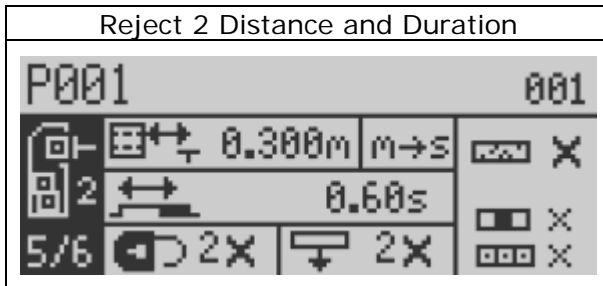 Reject 2 Distance and Duration
P001 001
0.300m m→s
2 0.60s
5/6 2X 2X